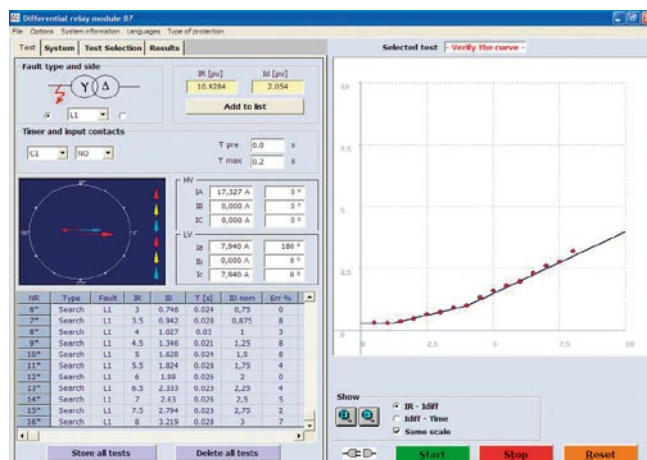 Differential relay module 87
File Options System information Languages Type of protection
Test System Test Selection Results
Selected test - Verify the curve -
Fault type and side
IR [pu] Id [pu]
10.9284 2.054
Add to list
L1
Timer and input contacts
C1 NO
T pre 0.0 s
T max 0.2 s
HV
IA 17,327 A 0 °
IB 0,000 A 0 °
IC 0,000 A 0 °
LV
Ia 7,940 A 180 °
Ib 0,000 A 0 °
Ic 7,940 A 0 °
NR Type Fault IR ID T [s] ID nom Err %
6" Search L1 3 0.746 0.024 0,75 0
7" Search L1 3.5 0.942 0.028 0,875 8
8" Search L1 4 1.027 0.03 1 3
9" Search L1 4.5 1.346 0.021 1,25 8
10" Search L1 5 1.628 0.024 1,5 8
11" Search L1 5.5 1.824 0.028 1,75 4
12" Search L1 6 1.99 0.026 2 0
13" Search L1 6.5 2.333 0.023 2,25 4
14" Search L1 7 2.63 0.026 2,5 5
15" Search L1 7.5 2.794 0.023 2,75 2
16" Search L1 8 3.219 0.028 3 7
Store all tests Delete all tests
10
7,5
5
2,5
0
0 2,5 5 7,5 10
Show
IR - Idiff
Idiff - Time
Same scale
Start Stop Reset